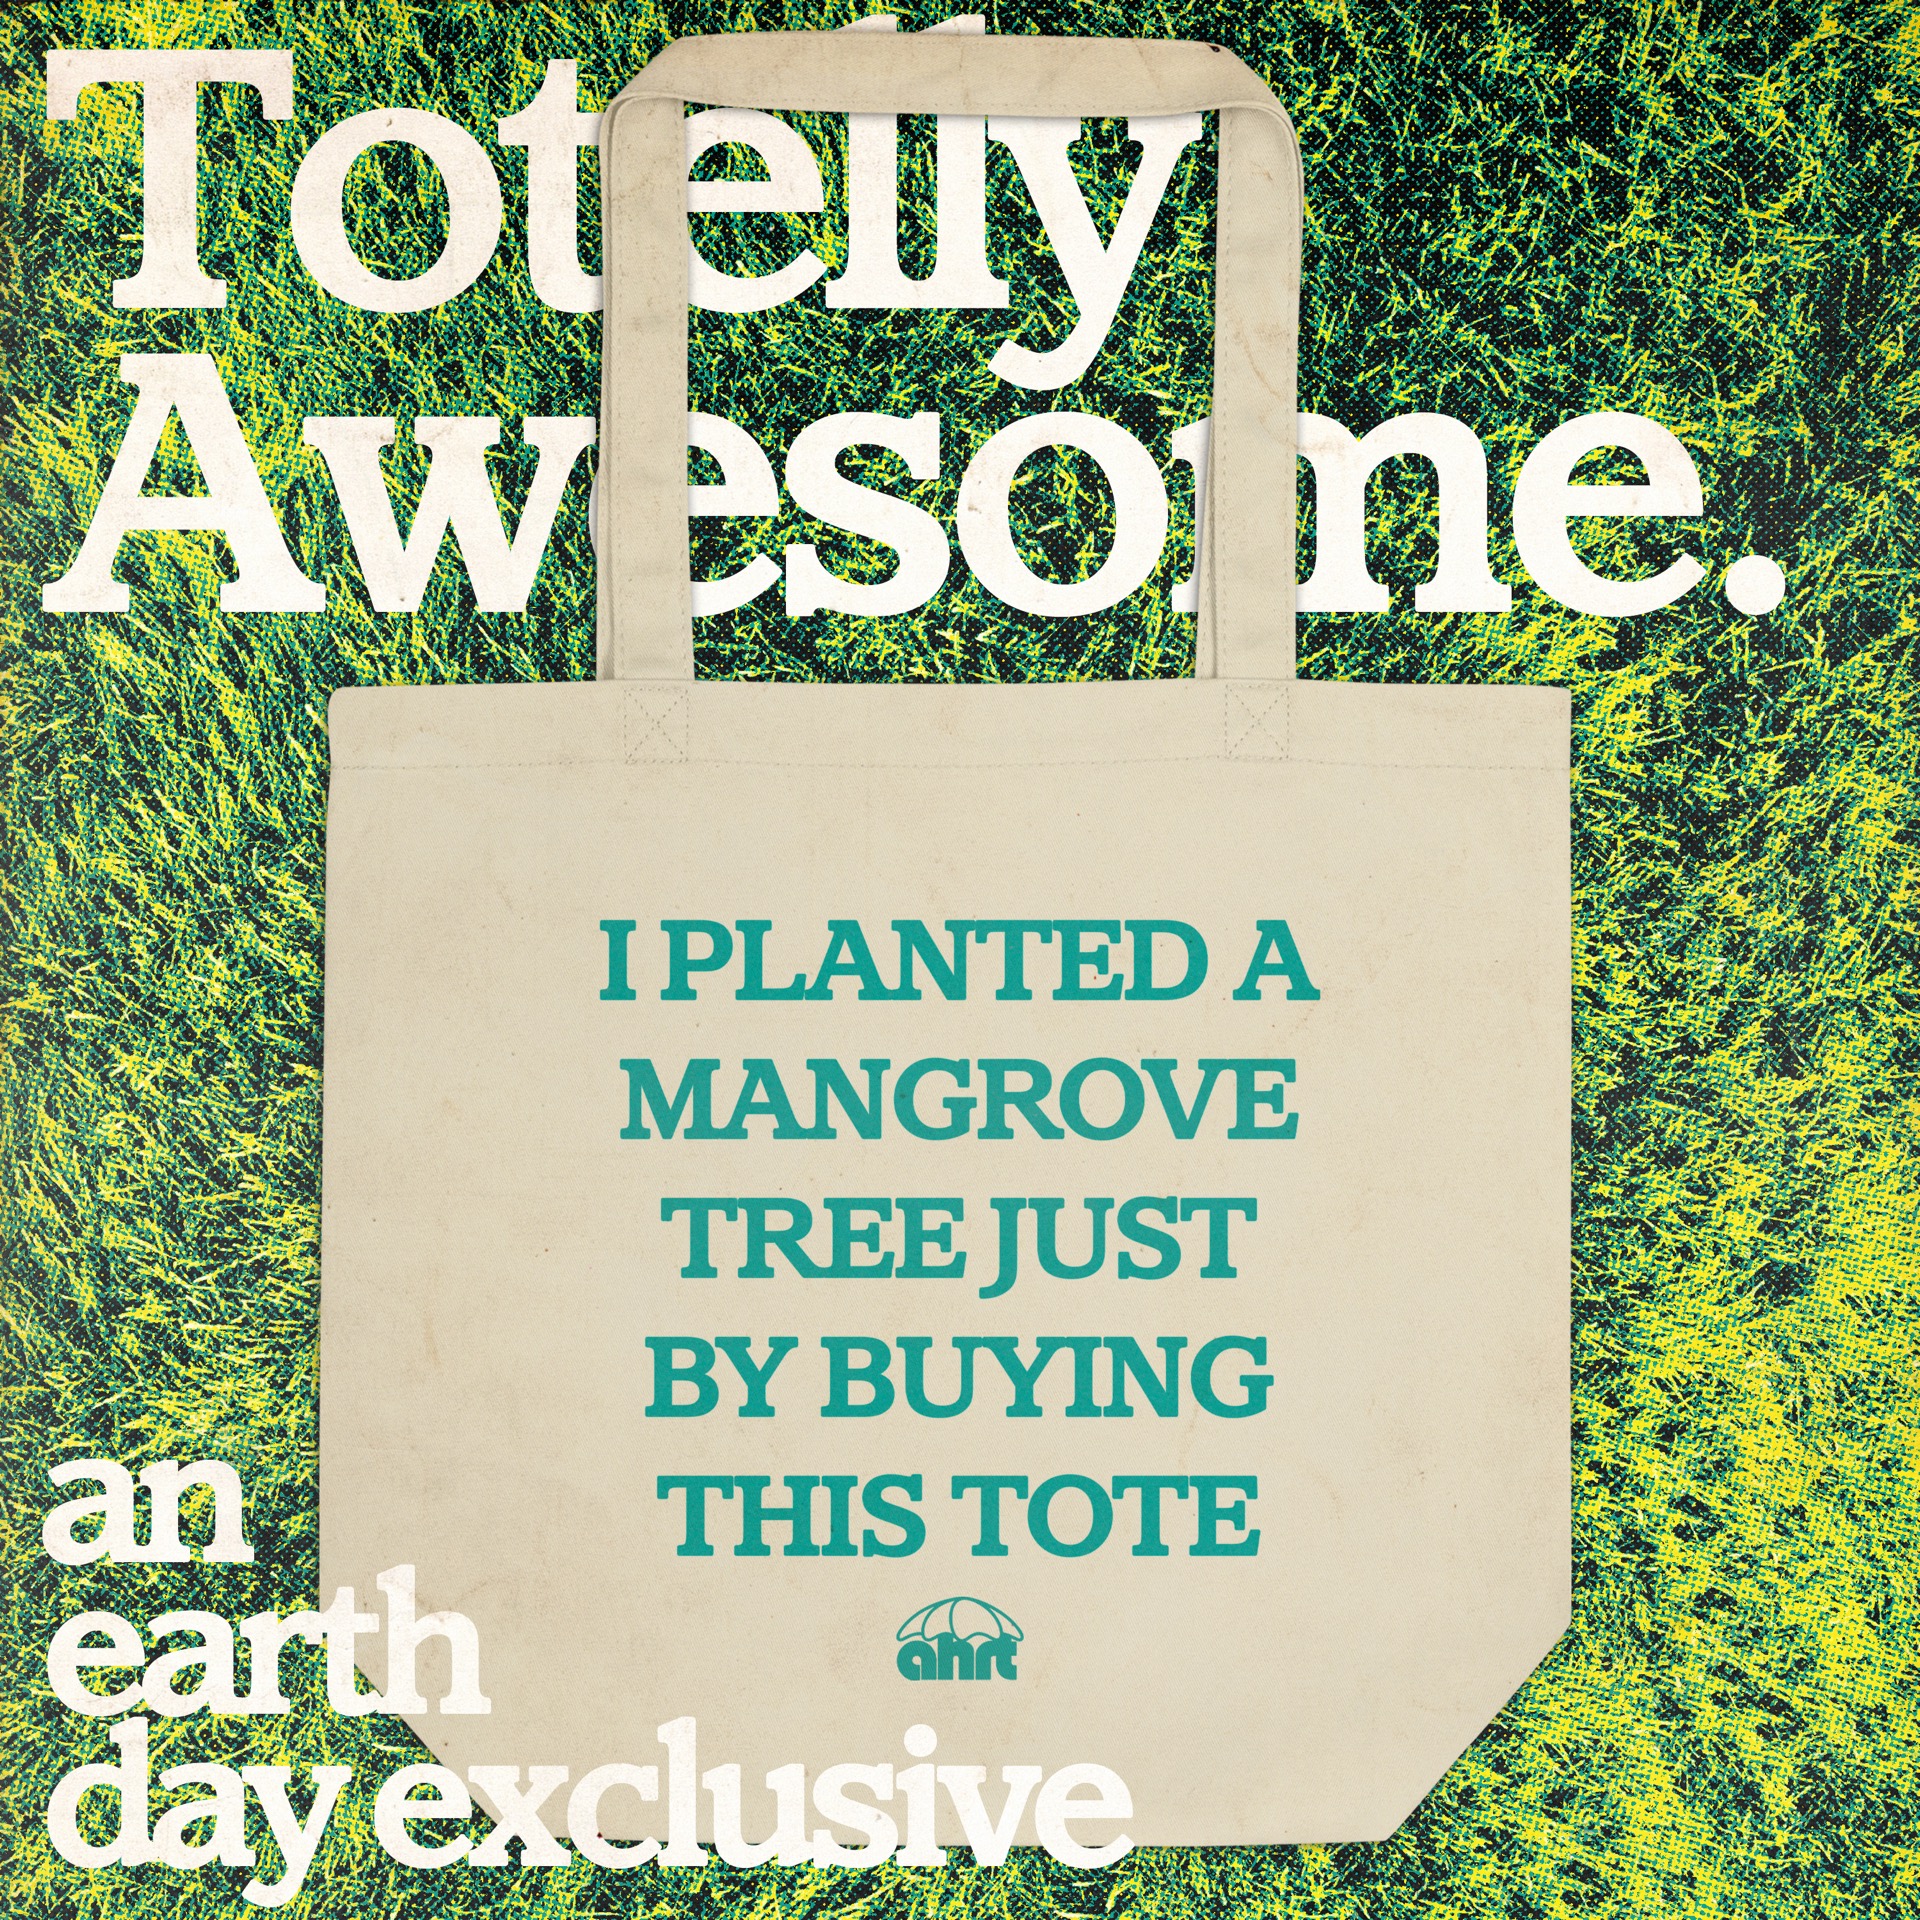 Totelly
Awesome.
I PLANTED A
MANGROVE
TREE JUST
BY BUYING
THIS TOTE
ahrt
an
earth
day exclusive